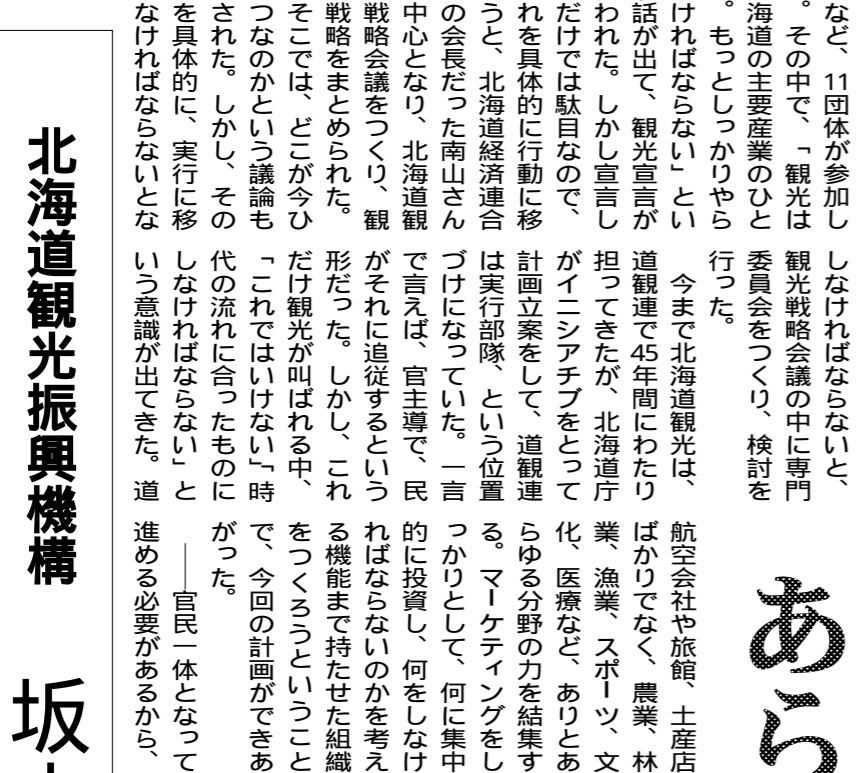 など、11団体が参加し
。その中で、「観光は
海道の主要産業のひと
。もっとしっかりやら
ければならない」とい
話が出て、観光宣言が
われた。しかし宣言し
だけでは駄目なので、
れを具体的に行動に移
うと、北海道経済連合
の会長だった南山さん
中心となり、北海道観
戦略会議をつくり、観
戦略をまとめられた。
そこでは、どこが今ひ
つなのかという議論も
された。しかし、その
を具体的に、実行に移
なければならないとな
しなければならないと、
観光戦略会議の中に専門
委員会をつくり、検討を
行った。
今まで北海道観光は、
道観連で45年間にわたり
担ってきたが、北海道庁
がイニシアチブをとって
計画立案をして、道観連
は実行部隊、という位置
づけになっていた。一言
で言えば、官主導で、民
がそれに追従するという
形だった。しかし、これ
だけ観光が叫ばれる中、
「これではいけない」「時
代の流れに合ったものに
しなければならない」と
いう意識が出てきた。道
あら
航空会社や旅館、土産店
ばかりでなく、農業、林
業、漁業、スポーツ、文
化、医療など、ありとあ
らゆる分野の力を結集す
る。マーケティングをし
っかりとして、何に集中
的に投資し、何をしなけ
ればならないのかを考え
る機能まで持たせた組織
をつくろうということ
で、今回の計画ができあ
がった。
――官民一体となって
進める必要があるから、
北海道観光振興機構 坂